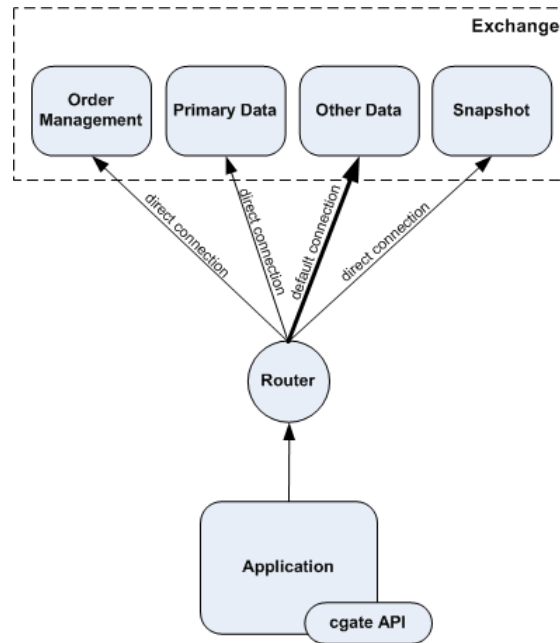 Exchange
Order
Management
Primary Data
Other Data
Snapshot
direct connection
direct connection
default connection
direct connection
Router
Application
cgate API